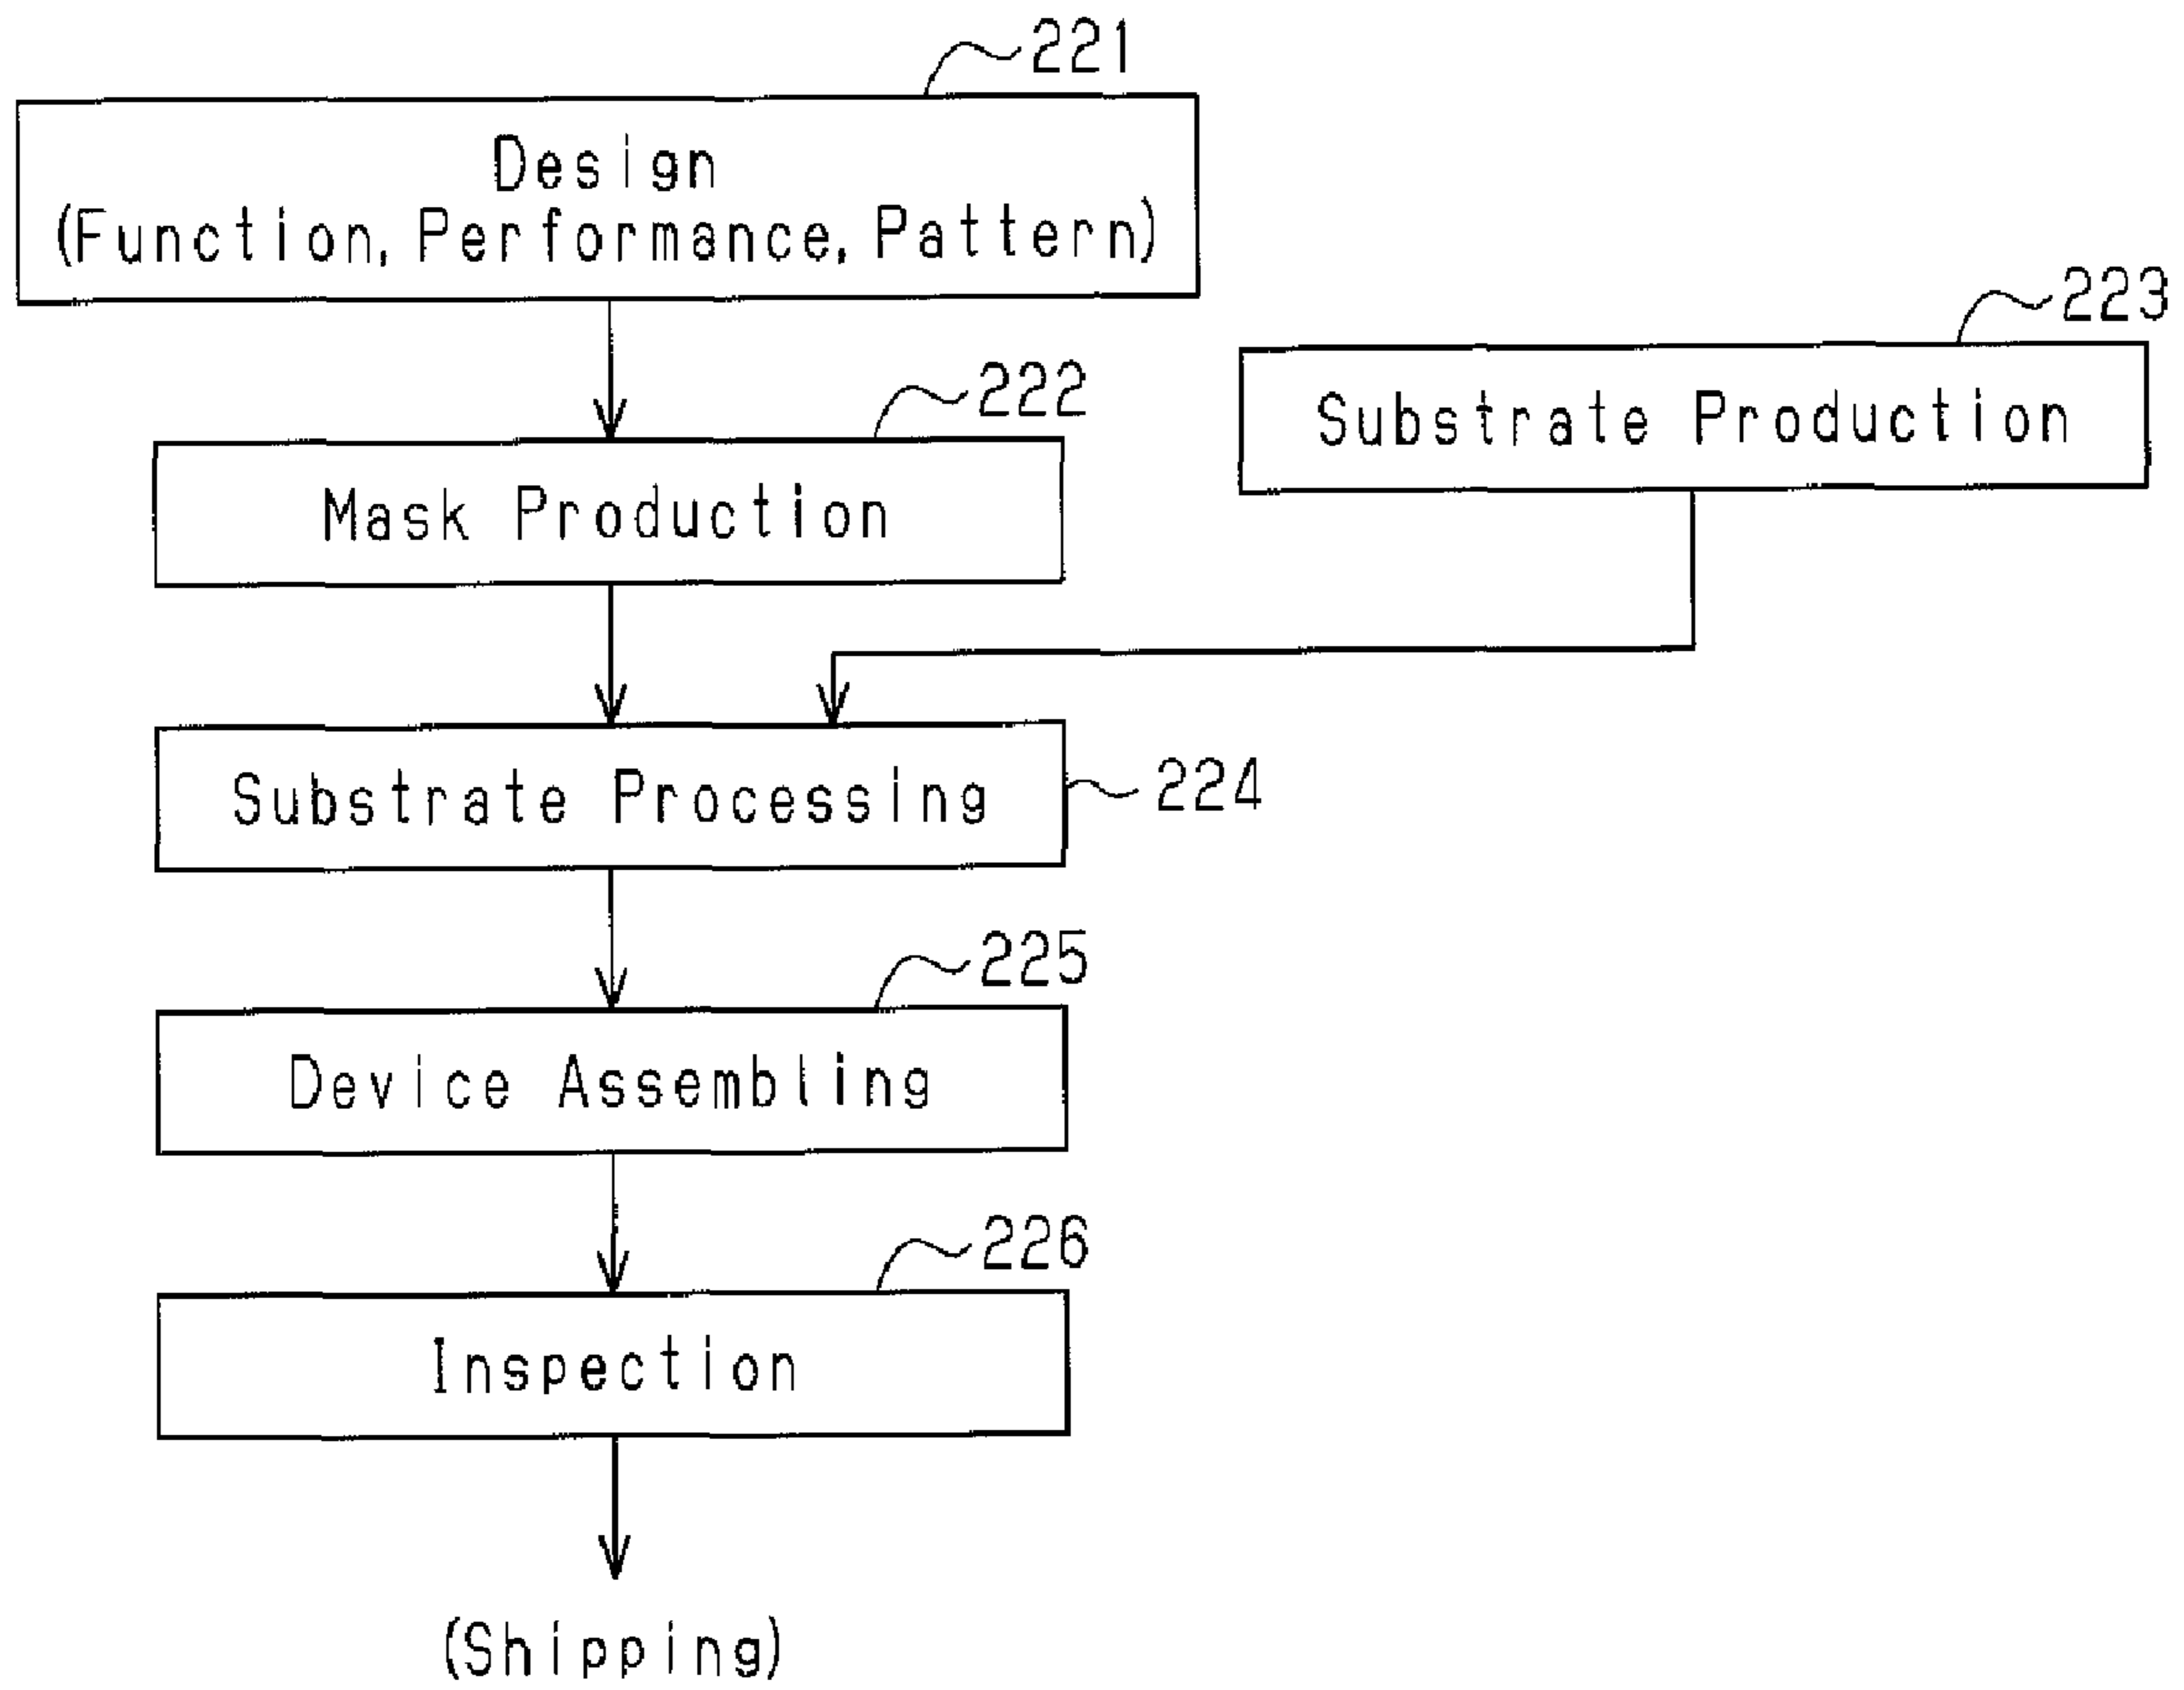 221
Design
(Function, Performance, Pattern)
223
Substrate Production
222
Mask Production
Substrate Processing
224
225
Device Assembling
226
Inspection
(Shipping)